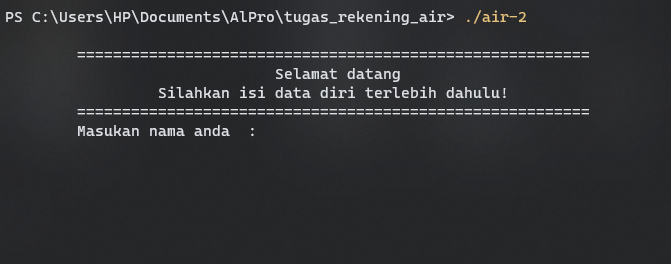 PS C:\Users\HP\Documents\AlPro\tugas_rekening_air> ./air-2
=========================================================
Selamat datang
Silahkan isi data diri terlebih dahulu!
=========================================================
Masukan nama anda  :